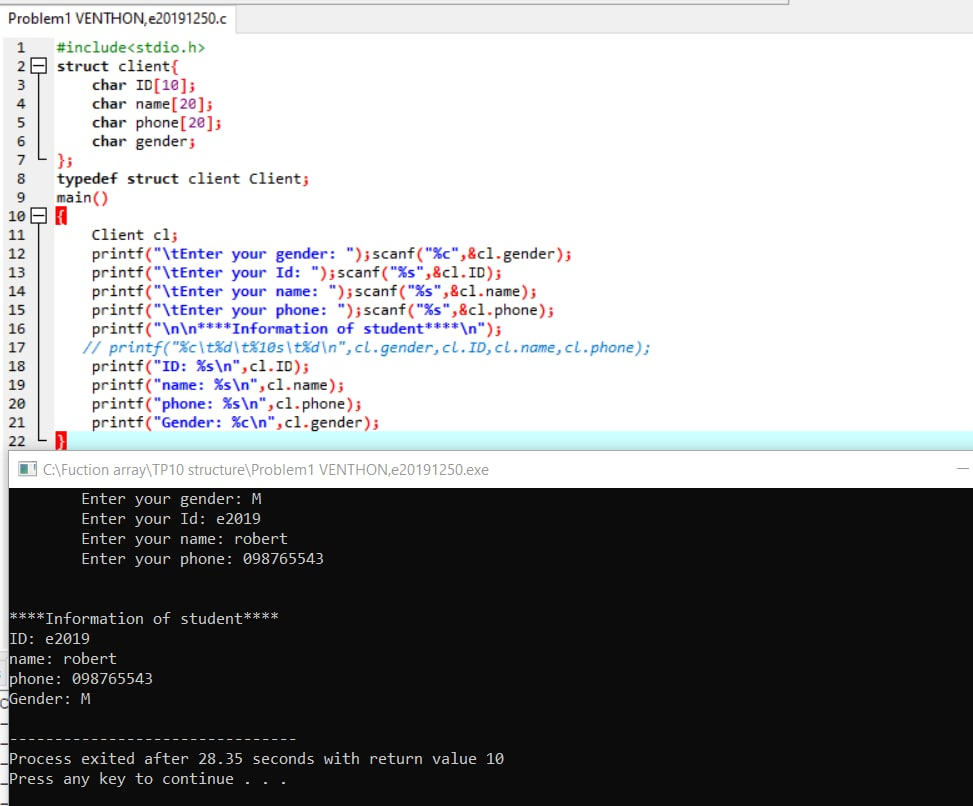 Problem1 VENTHON,e20191250.c
1 #include<stdio.h>
2 struct client{
3 char ID[10];
4 char name[20];
5 char phone[20];
6 char gender;
7 };
8 typedef struct client Client;
9 main()
10 {
11 Client cl;
12 printf("\tEnter your gender: ");scanf("%c",&cl.gender);
13 printf("\tEnter your Id: ");scanf("%s",&cl.ID);
14 printf("\tEnter your name: ");scanf("%s",&cl.name);
15 printf("\tEnter your phone: ");scanf("%s",&cl.phone);
16 printf("\n\n****Information of student****\n");
17 // printf("%c\t%d\t%10s\t%d\n",cl.gender,cl.ID,cl.name,cl.phone);
18 printf("ID: %s\n",cl.ID);
19 printf("name: %s\n",cl.name);
20 printf("phone: %s\n",cl.phone);
21 printf("Gender: %c\n",cl.gender);
22 }
C:\Fuction array\TP10 structure\Problem1 VENTHON,e20191250.exe
Enter your gender: M
Enter your Id: e2019
Enter your name: robert
Enter your phone: 098765543
****Information of student****
ID: e2019
name: robert
phone: 098765543
Gender: M
--------------------------------
Process exited after 28.35 seconds with return value 10
Press any key to continue . . .